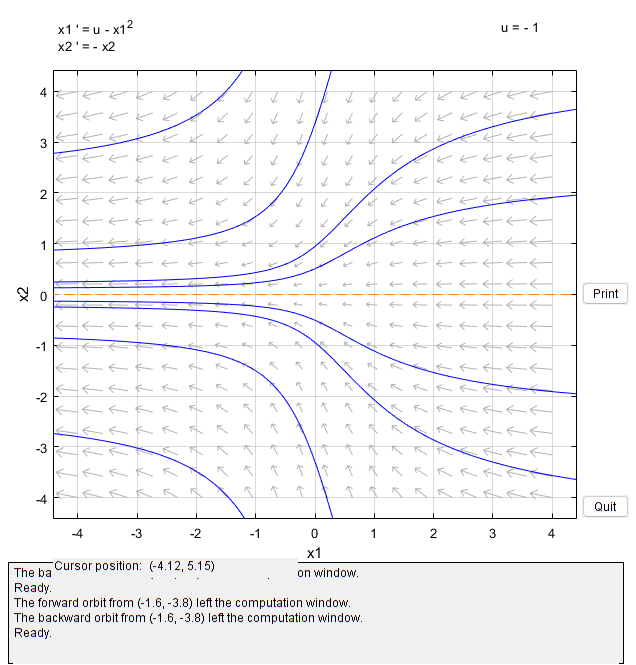 x1 ' = u - x1²
x2 ' = - x2
u = - 1
4
3
2
1
0
-1
-2
-3
-4
x2
-4
-3
-2
-1
0
1
2
3
4
x1
Print
Quit
Cursor position: (-4.12, 5.15)
The ba on window.
Ready.
The forward orbit from (-1.6, -3.8) left the computation window.
The backward orbit from (-1.6, -3.8) left the computation window.
Ready.